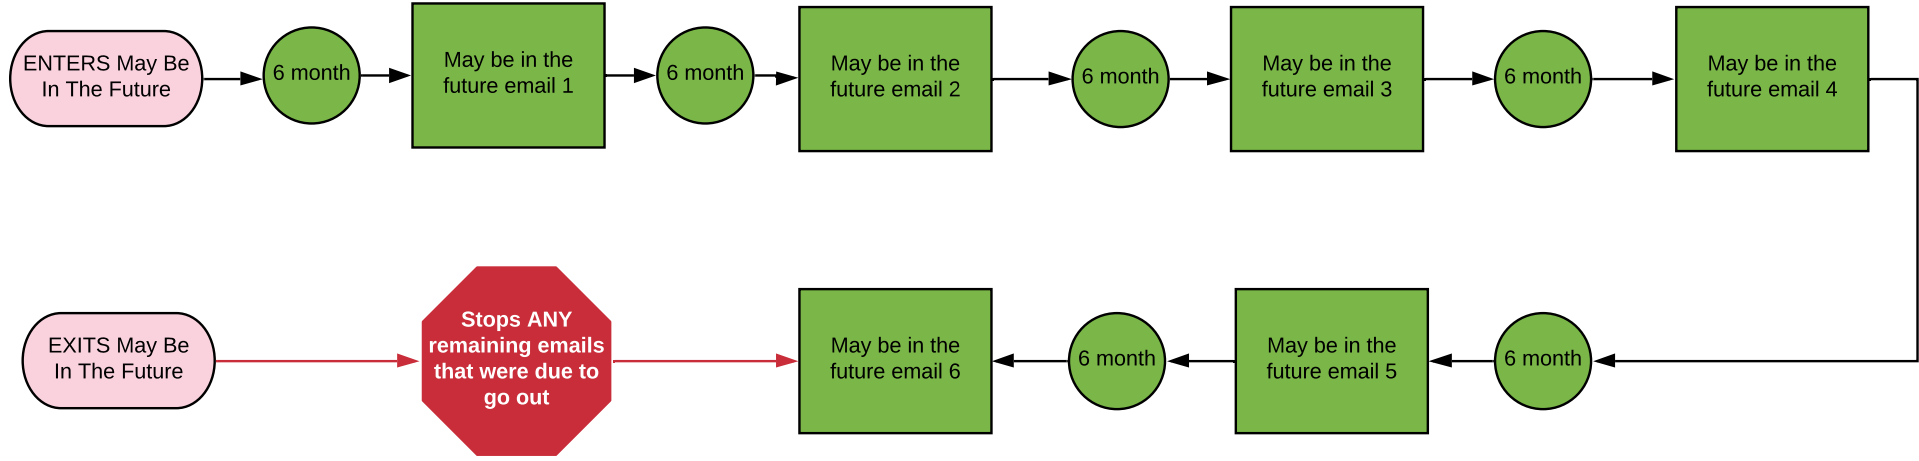 ENTERS May Be
In The Future
6 month
May be in the
future email 1
6 month
May be in the
future email 2
6 month
May be in the
future email 3
6 month
May be in the
future email 4
EXITS May Be
In The Future
Stops ANY
remaining emails
that were due to
go out
May be in the
future email 6
6 month
May be in the
future email 5
6 month